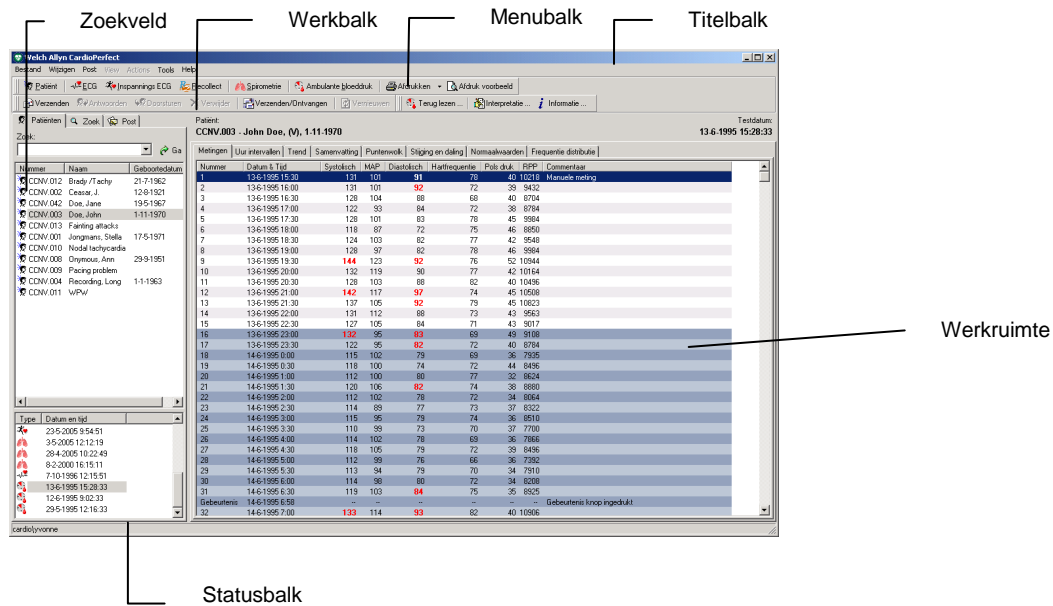 Zoekveld Werkbalk Menubalk Titelbalk
Welch Allyn CardioPerfect
Bestand Wijzigen Post View Actions Tools Help
Patiënt ECG Inspannings ECG Recollect Spirometrie Ambulante bloeddruk Afdrukken Afdruk voorbeeld
Verzenden Antwoorden Doorsturen Verwijder Verzenden/Ontvangen Vernieuwen Terug lezen ... Interpretatie ... Informatie ...
Patiënten Zoek Post
Zoek:
Ga
Nummer Naam Geboortedatum
CCNV.012 Brady /Tachy 21-7-1962
CCNV.002 Ceasar, J. 12-8-1921
CCNV.042 Doe, Jane 19-5-1967
CCNV.003 Doe, John 1-11-1970
CCNV.013 Fainting attacks
CCNV.001 Jongmans, Stella 17-5-1971
CCNV.010 Nodal tachycardia
CCNV.008 Onymous, Ann 29-9-1951
CCNV.009 Pacing problem
CCNV.004 Recording, Long 1-1-1963
CCNV.011 WPW
Type Datum en tijd
23-5-2005 9:54:51
3-5-2005 12:12:19
28-4-2005 10:22:49
8-2-2000 16:15:11
7-10-1996 12:15:51
13-6-1995 15:28:33
12-6-1995 9:02:33
29-5-1995 12:16:33
Patiënt: Testdatum:
CCNV.003 - John Doe, (V), 1-11-1970 13-6-1995 15:28:33
Metingen Uur intervallen Trend Samenvatting Puntenwolk Stijging en daling Normaalwaarden Frequentie distributie
Nummer Datum & Tijd Systolisch MAP Diastolisch Hartfrequentie Pols druk RPP Commentaar
1 13-6-1995 15:30 131 101 91 78 40 10218 Manuele meting
2 13-6-1995 16:00 131 101 92 72 39 9432
3 13-6-1995 16:30 128 104 88 68 40 8704
4 13-6-1995 17:00 122 93 84 72 38 8784
5 13-6-1995 17:30 128 101 83 78 45 9984
6 13-6-1995 18:00 118 87 72 75 46 8850
7 13-6-1995 18:30 124 103 82 77 42 9548
8 13-6-1995 19:00 128 97 82 78 46 9984
9 13-6-1995 19:30 144 123 92 76 52 10944
10 13-6-1995 20:00 132 119 90 77 42 10164
11 13-6-1995 20:30 128 103 88 82 40 10496
12 13-6-1995 21:00 142 117 97 74 45 10508
13 13-6-1995 21:30 137 105 92 79 45 10823
14 13-6-1995 22:00 131 112 88 73 43 9563
15 13-6-1995 22:30 127 105 84 71 43 9017
16 13-6-1995 23:00 132 95 83 69 49 9108
17 13-6-1995 23:30 122 95 82 72 40 8784
18 14-6-1995 0:00 115 102 79 69 36 7935
19 14-6-1995 0:30 118 100 74 72 44 8496
20 14-6-1995 1:00 112 100 80 77 32 8624
21 14-6-1995 1:30 120 106 82 74 38 8880
22 14-6-1995 2:00 112 102 78 72 34 8064
23 14-6-1995 2:30 114 89 77 73 37 8322
24 14-6-1995 3:00 115 95 79 74 36 8510
25 14-6-1995 3:30 110 99 73 70 37 7700
26 14-6-1995 4:00 114 102 78 69 36 7866
27 14-6-1995 4:30 118 105 79 72 39 8496
28 14-6-1995 5:00 112 99 76 66 36 7392
29 14-6-1995 5:30 113 94 79 70 34 7910
30 14-6-1995 6:00 114 98 80 72 34 8208
31 14-6-1995 6:30 119 103 84 75 35 8925
Gebeurtenis 14-6-1995 6:58 -- -- -- -- -- -- Gebeurtenis knop ingedrukt
32 14-6-1995 7:00 133 114 93 82 40 10906
Werkruimte
cardio\yvonne
Statusbalk